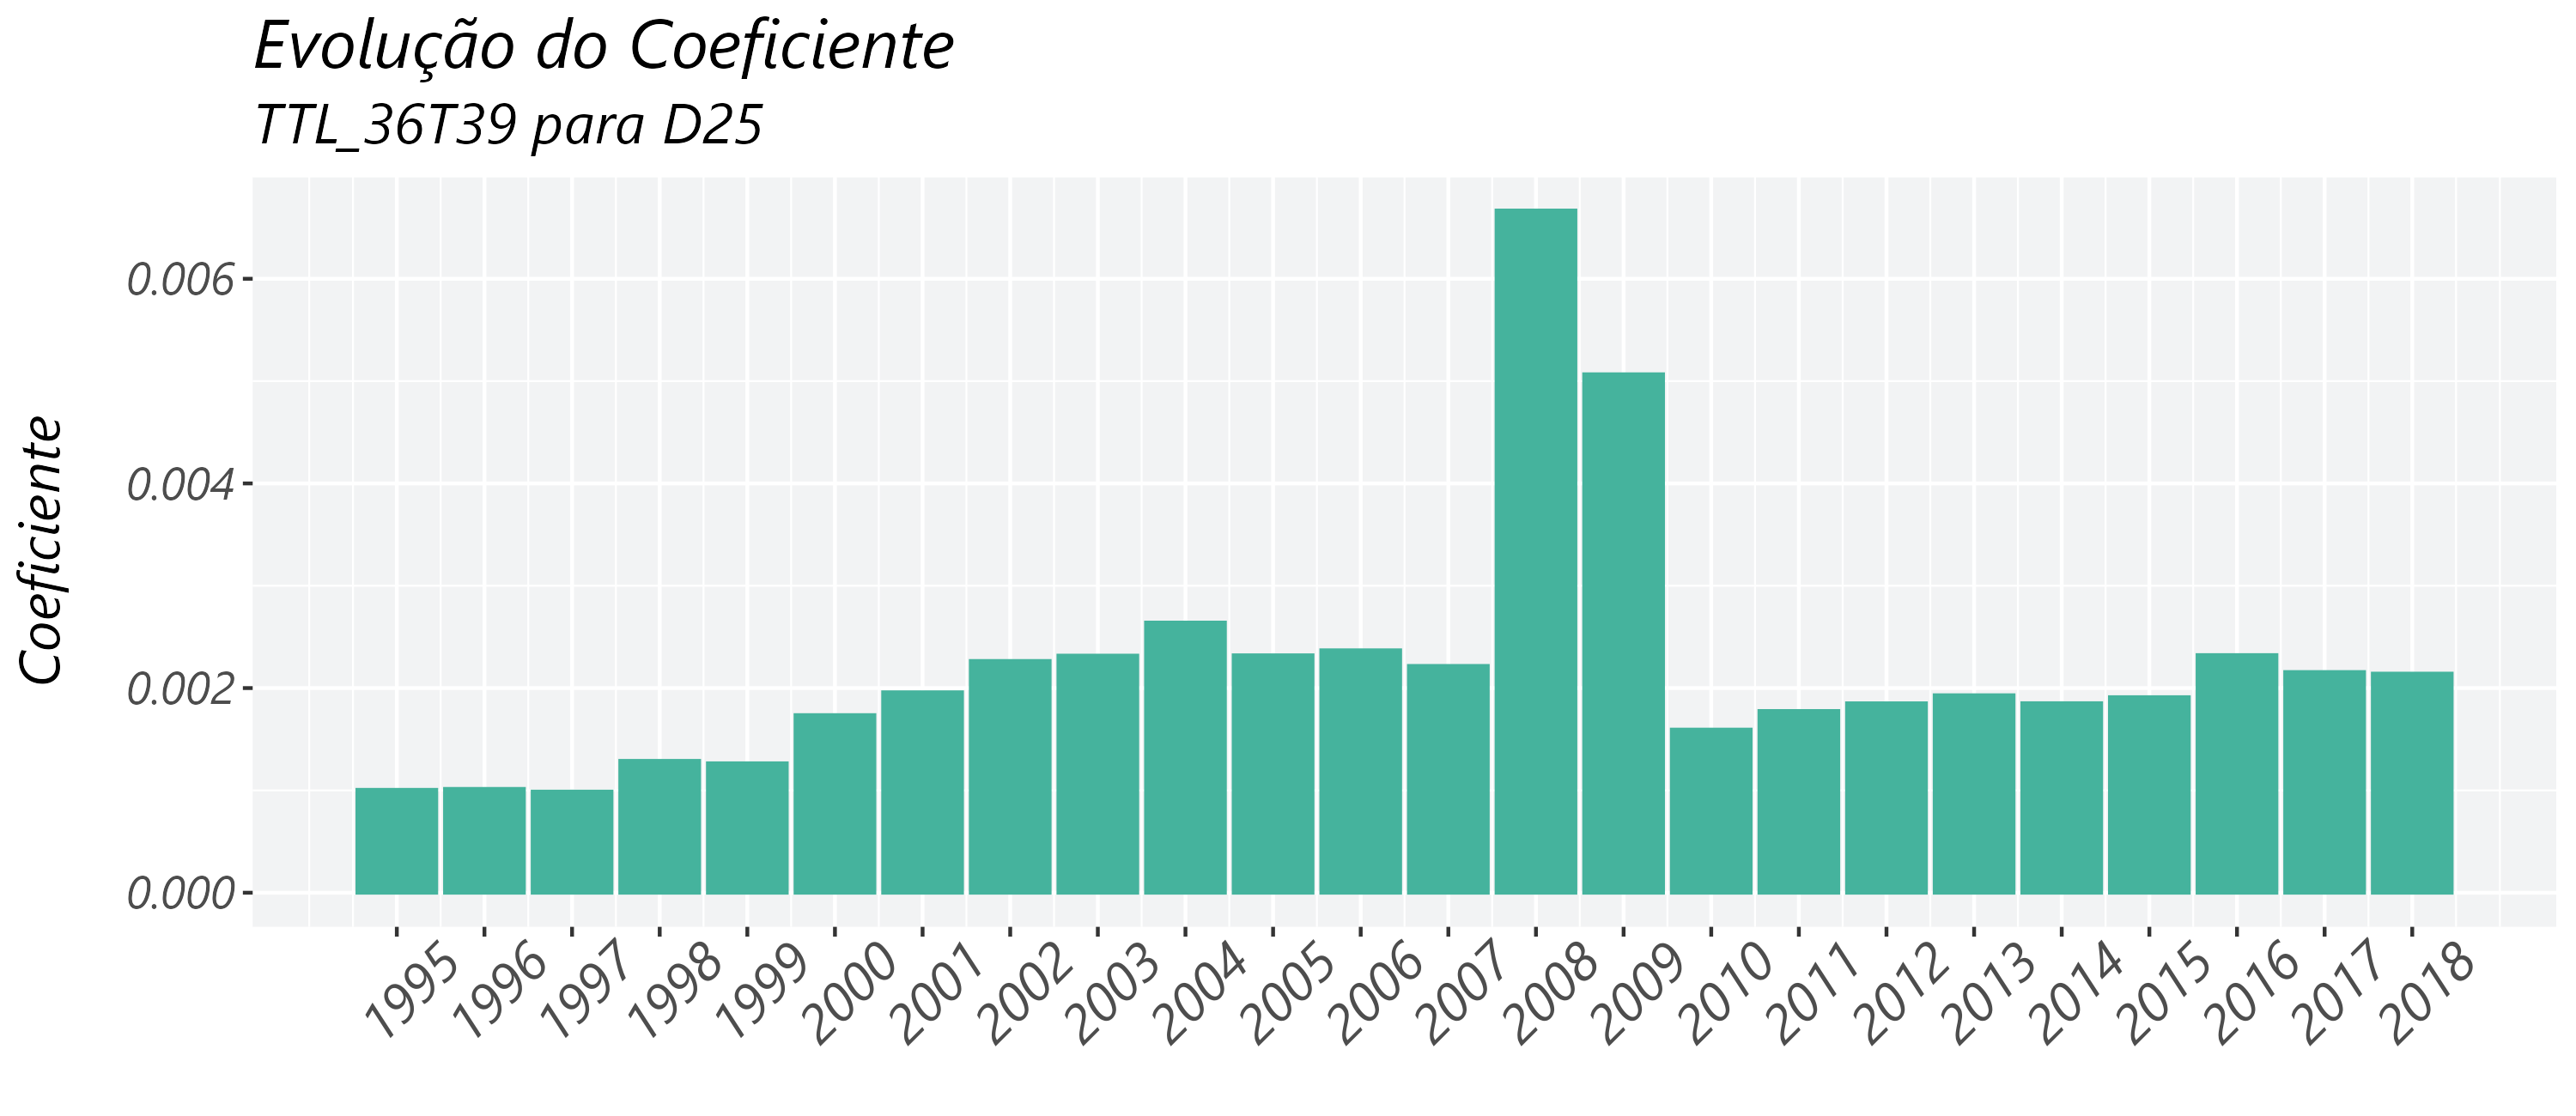 Evolução do Coeficiente
TTL_36T39 para D25
Coeficiente
0.006
0.004
0.002
0.000
1995 1996 1997 1998 1999 2000 2001 2002 2003 2004 2005 2006 2007 2008 2009 2010 2011 2012 2013 2014 2015 2016 2017 2018